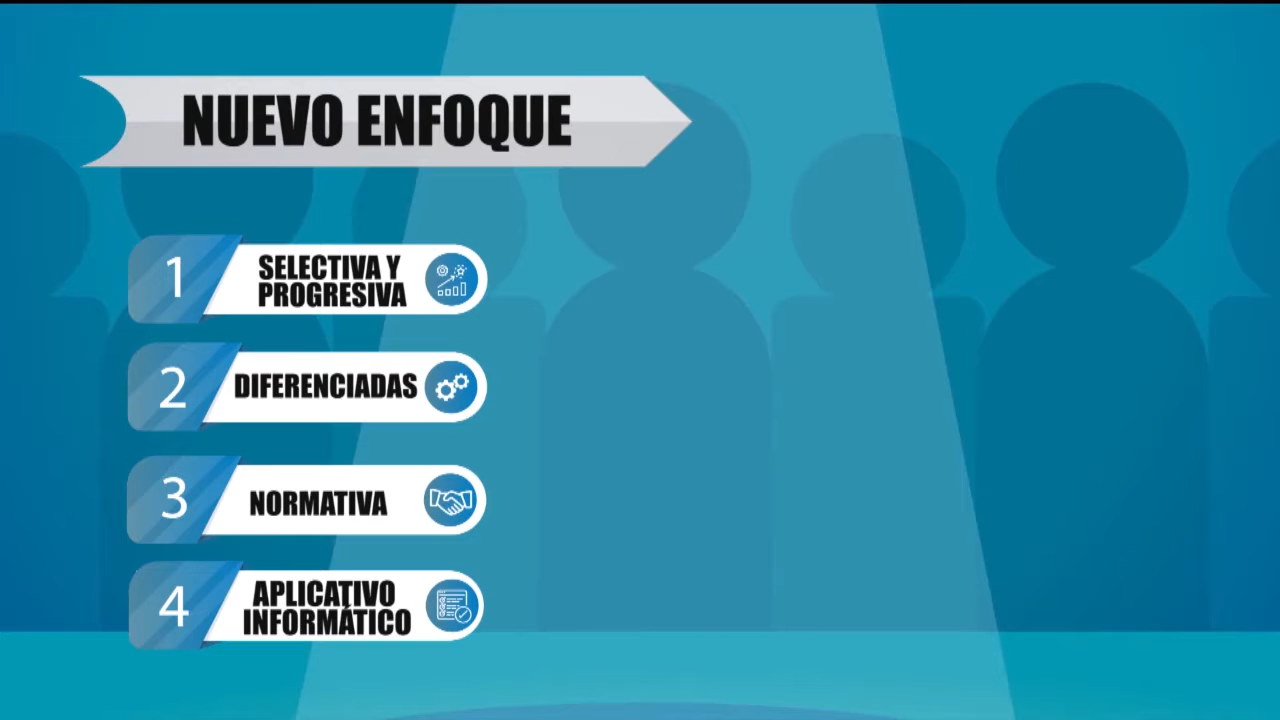 NUEVO ENFOQUE
1
SELECTIVA Y
PROGRESIVA
2
DIFERENCIADAS
3
NORMATIVA
4
APLICATIVO
INFORMÁTICO